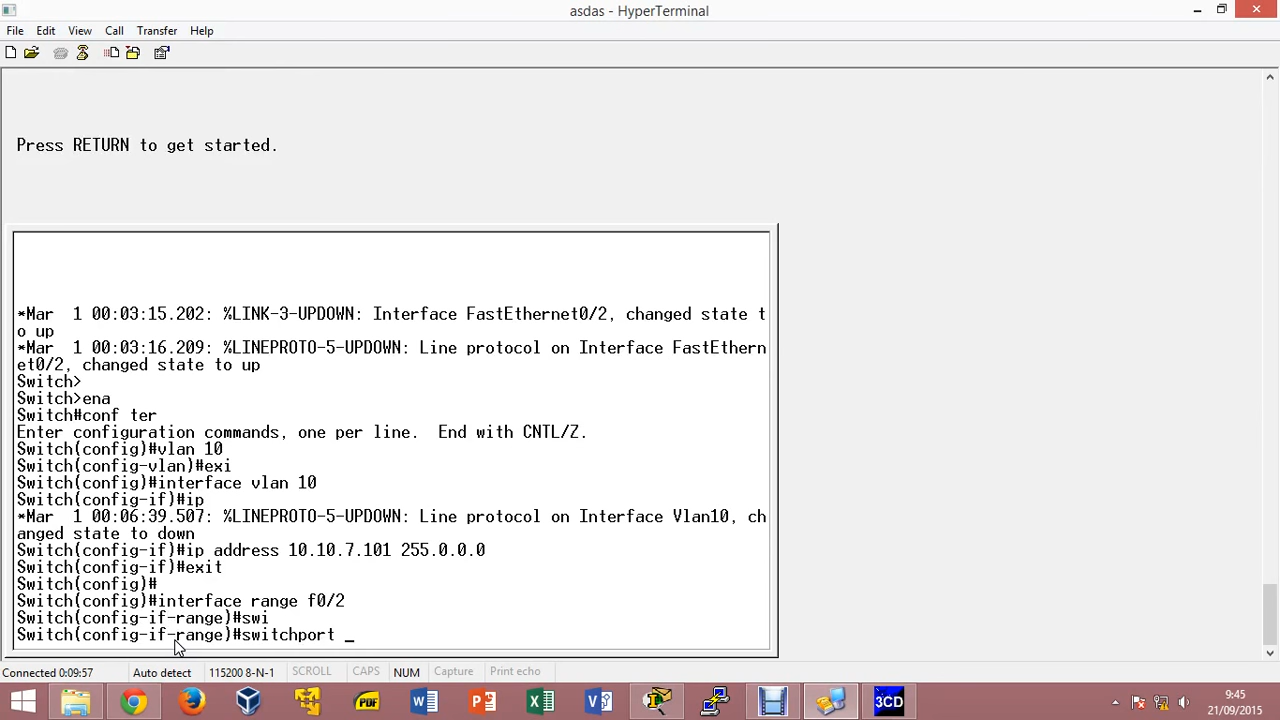 asdas - HyperTerminal
File Edit View Call Transfer Help
Press RETURN to get started.
*Mar  1 00:03:15.202: %LINK-3-UPDOWN: Interface FastEthernet0/2, changed state t
o up
*Mar  1 00:03:16.209: %LINEPROTO-5-UPDOWN: Line protocol on Interface FastEthern
et0/2, changed state to up
Switch>
Switch>ena
Switch#conf ter
Enter configuration commands, one per line.  End with CNTL/Z.
Switch(config)#vlan 10
Switch(config-vlan)#exi
Switch(config)#interface vlan 10
Switch(config-if)#ip
*Mar  1 00:06:39.507: %LINEPROTO-5-UPDOWN: Line protocol on Interface Vlan10, ch
anged state to down
Switch(config-if)#ip address 10.10.7.101 255.0.0.0
Switch(config-if)#exit
Switch(config)#
Switch(config)#interface range f0/2
Switch(config-if-range)#swi
Switch(config-if-range)#switchport _
Connected 0:09:57 Auto detect 115200 8-N-1 SCROLL CAPS NUM Capture Print echo
PDF 3CD
9:45
21/09/2015